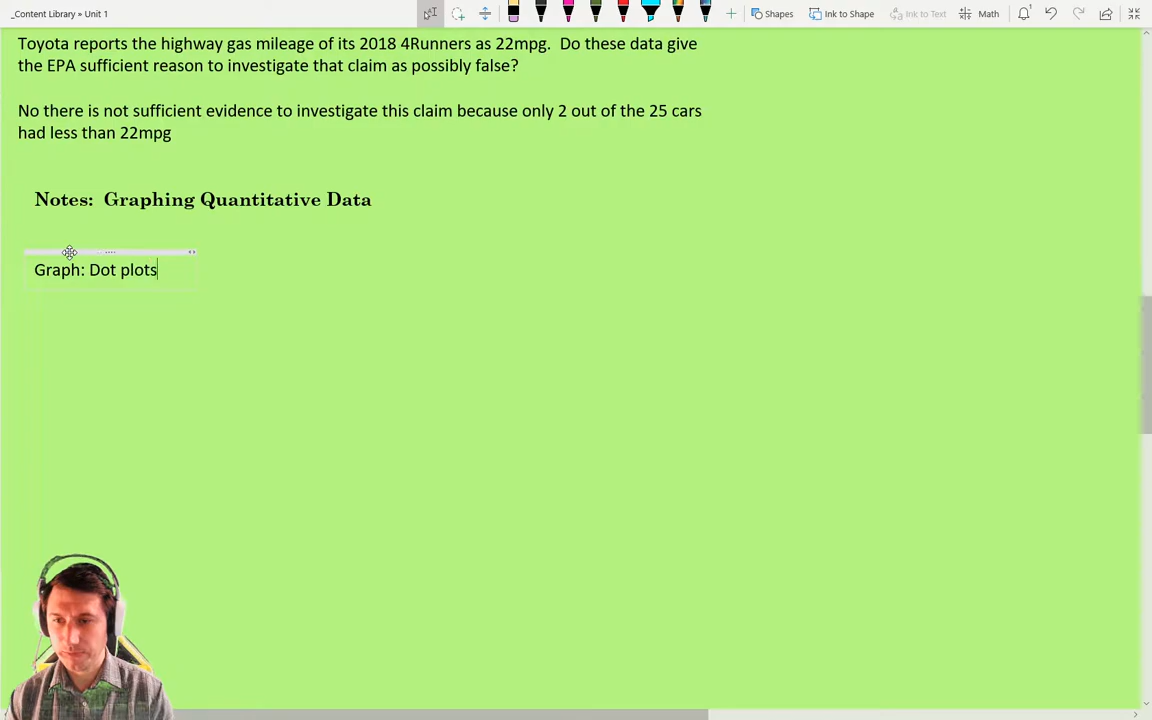 _Content Library » Unit 1
Shapes
Ink to Shape
Ink to Text
Math
Toyota reports the highway gas mileage of its 2018 4Runners as 22mpg.  Do these data give
the EPA sufficient reason to investigate that claim as possibly false?
No there is not sufficient evidence to investigate this claim because only 2 out of the 25 cars
had less than 22mpg
Notes:  Graphing Quantitative Data
Graph: Dot plots